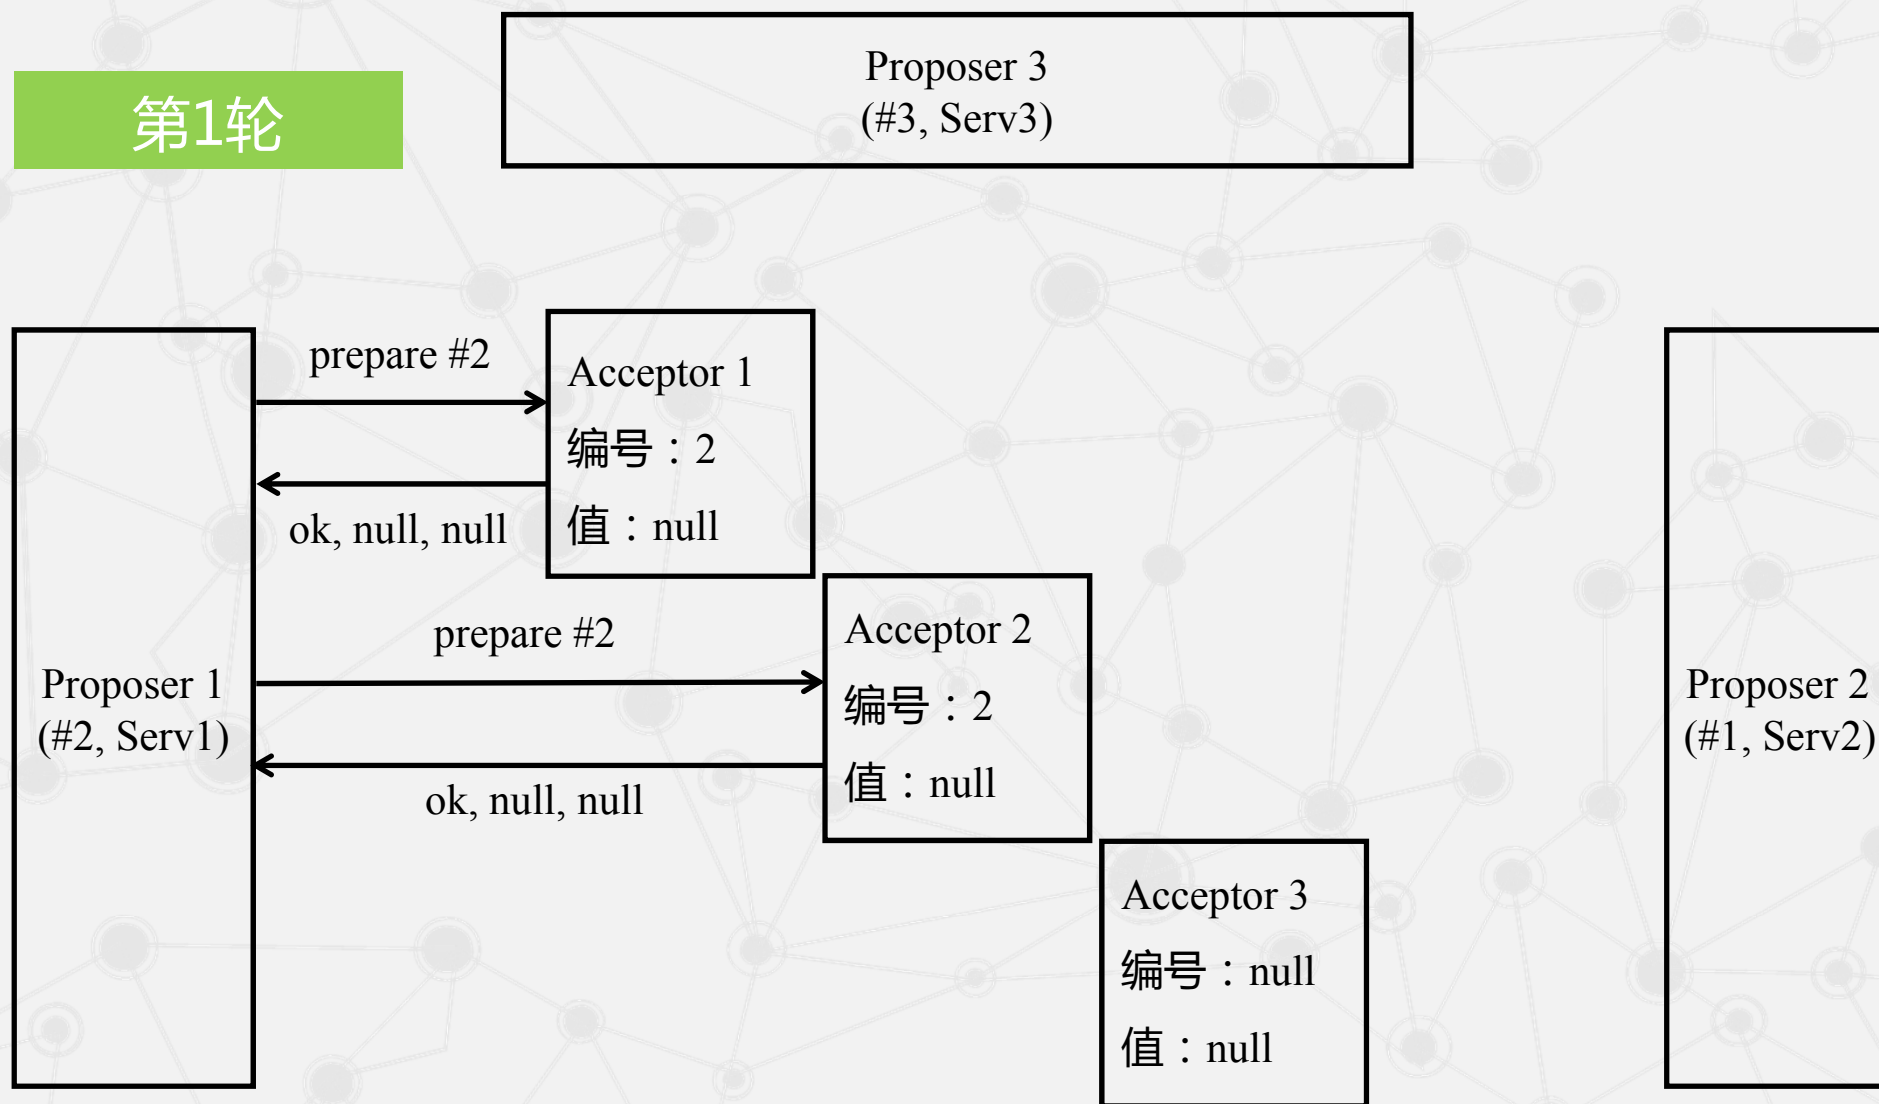 第1轮
Proposer 3
(#3, Serv3)
prepare #2
ok, null, null
Acceptor 1
编号：2
值：null
prepare #2
ok, null, null
Acceptor 2
编号：2
值：null
Proposer 1
(#2, Serv1)
Proposer 2
(#1, Serv2)
Acceptor 3
编号：null
值：null